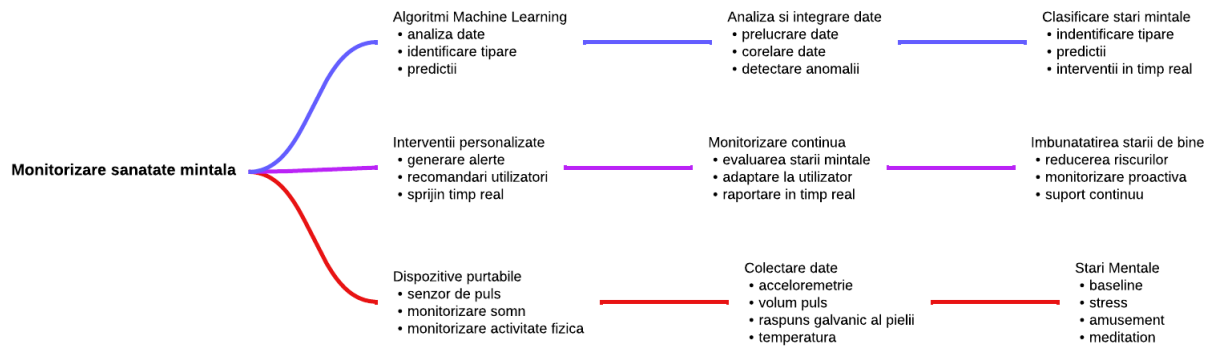 Monitorizare sanatate mintala
Algoritmi Machine Learning
• analiza date
• identificare tipare
• predictii
Analiza si integrare date
• prelucrare date
• corelare date
• detectare anomalii
Clasificare stari mintale
• indentificare tipare
• predictii
• interventii in timp real
Interventii personalizate
• generare alerte
• recomandari utilizatori
• sprijin timp real
Monitorizare continua
• evaluarea starii mintale
• adaptare la utilizator
• raportare in timp real
Imbunatatirea starii de bine
• reducerea riscurilor
• monitorizare proactiva
• suport continuu
Dispozitive purtabile
• senzor de puls
• monitorizare somn
• monitorizare activitate fizica
Colectare date
• acceloremetrie
• volum puls
• raspuns galvanic al pielii
• temperatura
Stari Mentale
• baseline
• stress
• amusement
• meditation